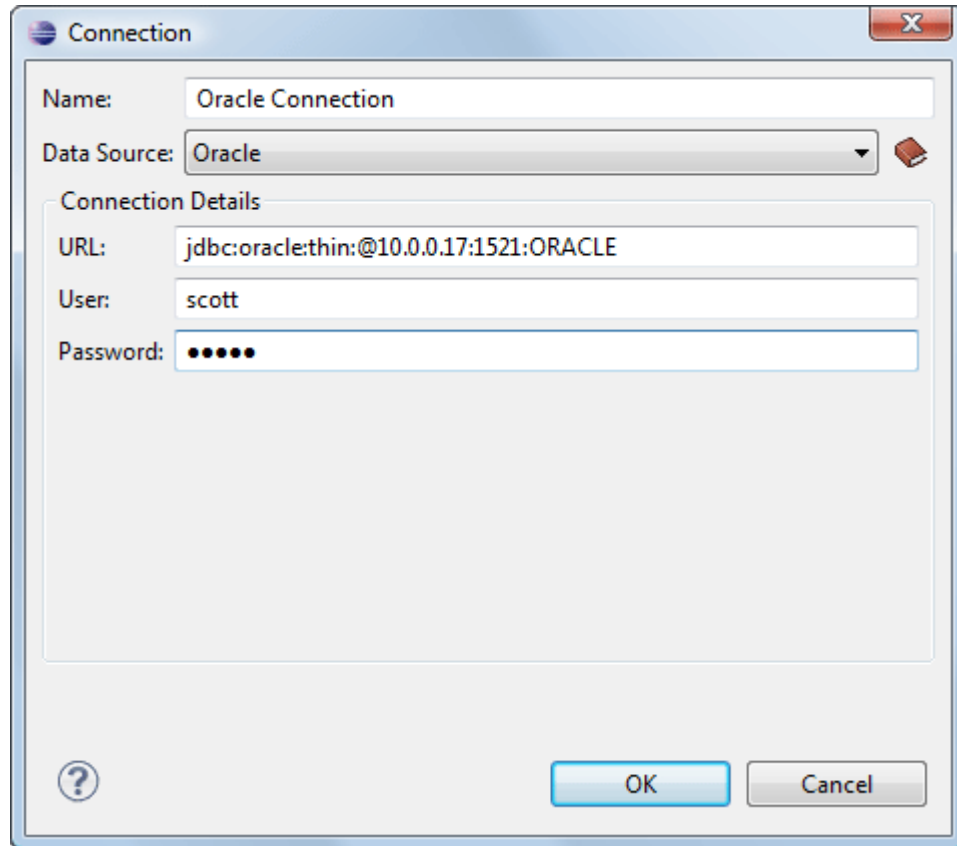 Connection
Name: Oracle Connection
Data Source: Oracle
Connection Details
URL: jdbc:oracle:thin:@10.0.0.17:1521:ORACLE
User: scott
Password: •••••
? OK Cancel